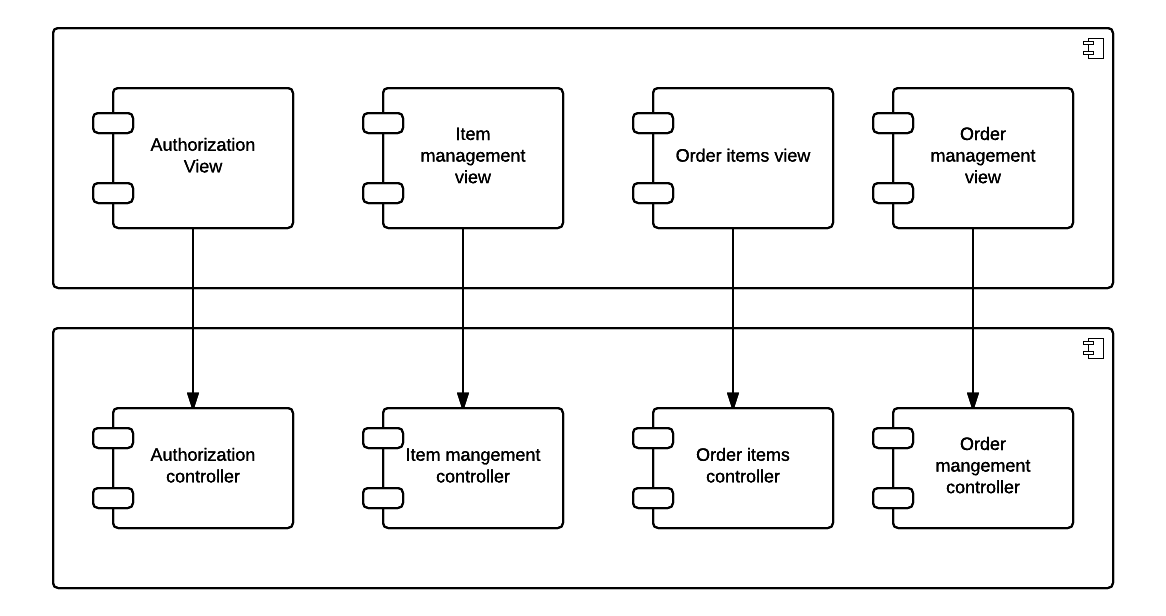 Authorization
View
Item
management
view
Order items view
Order
management
view
Authorization
controller
Item mangement
controller
Order items
controller
Order
mangement
controller